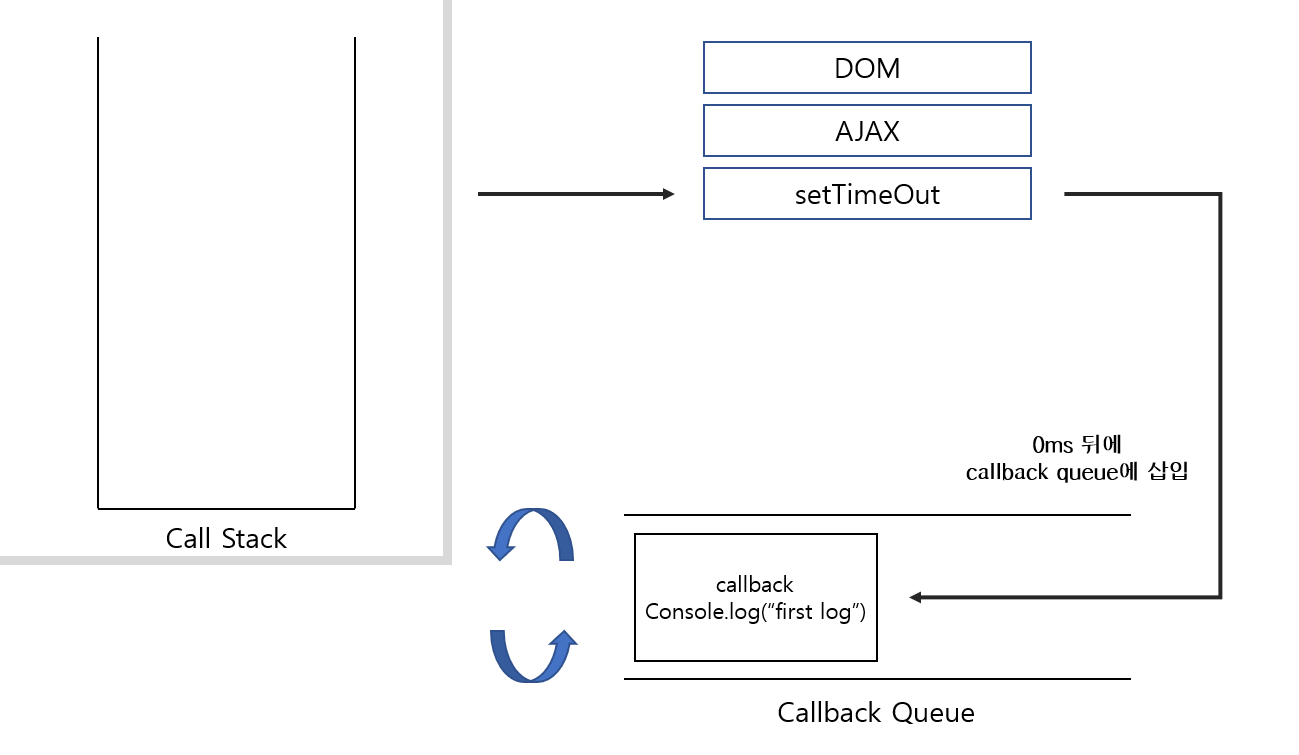 DOM
AJAX
setTimeOut
0ms 뒤에
callback queue에 삽입
Call Stack
callback
Console.log(“first log”)
Callback Queue